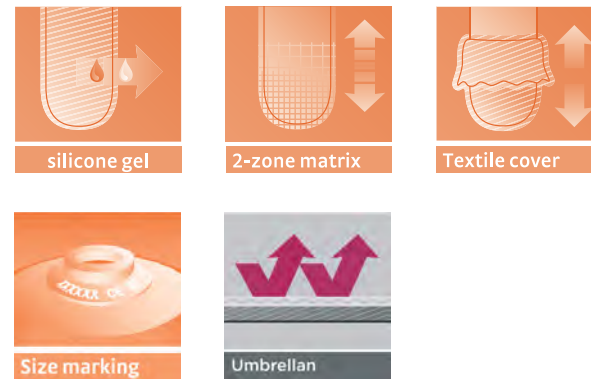 silicone gel
2-zone matrix
Textile cover
Size marking
Umbrellan